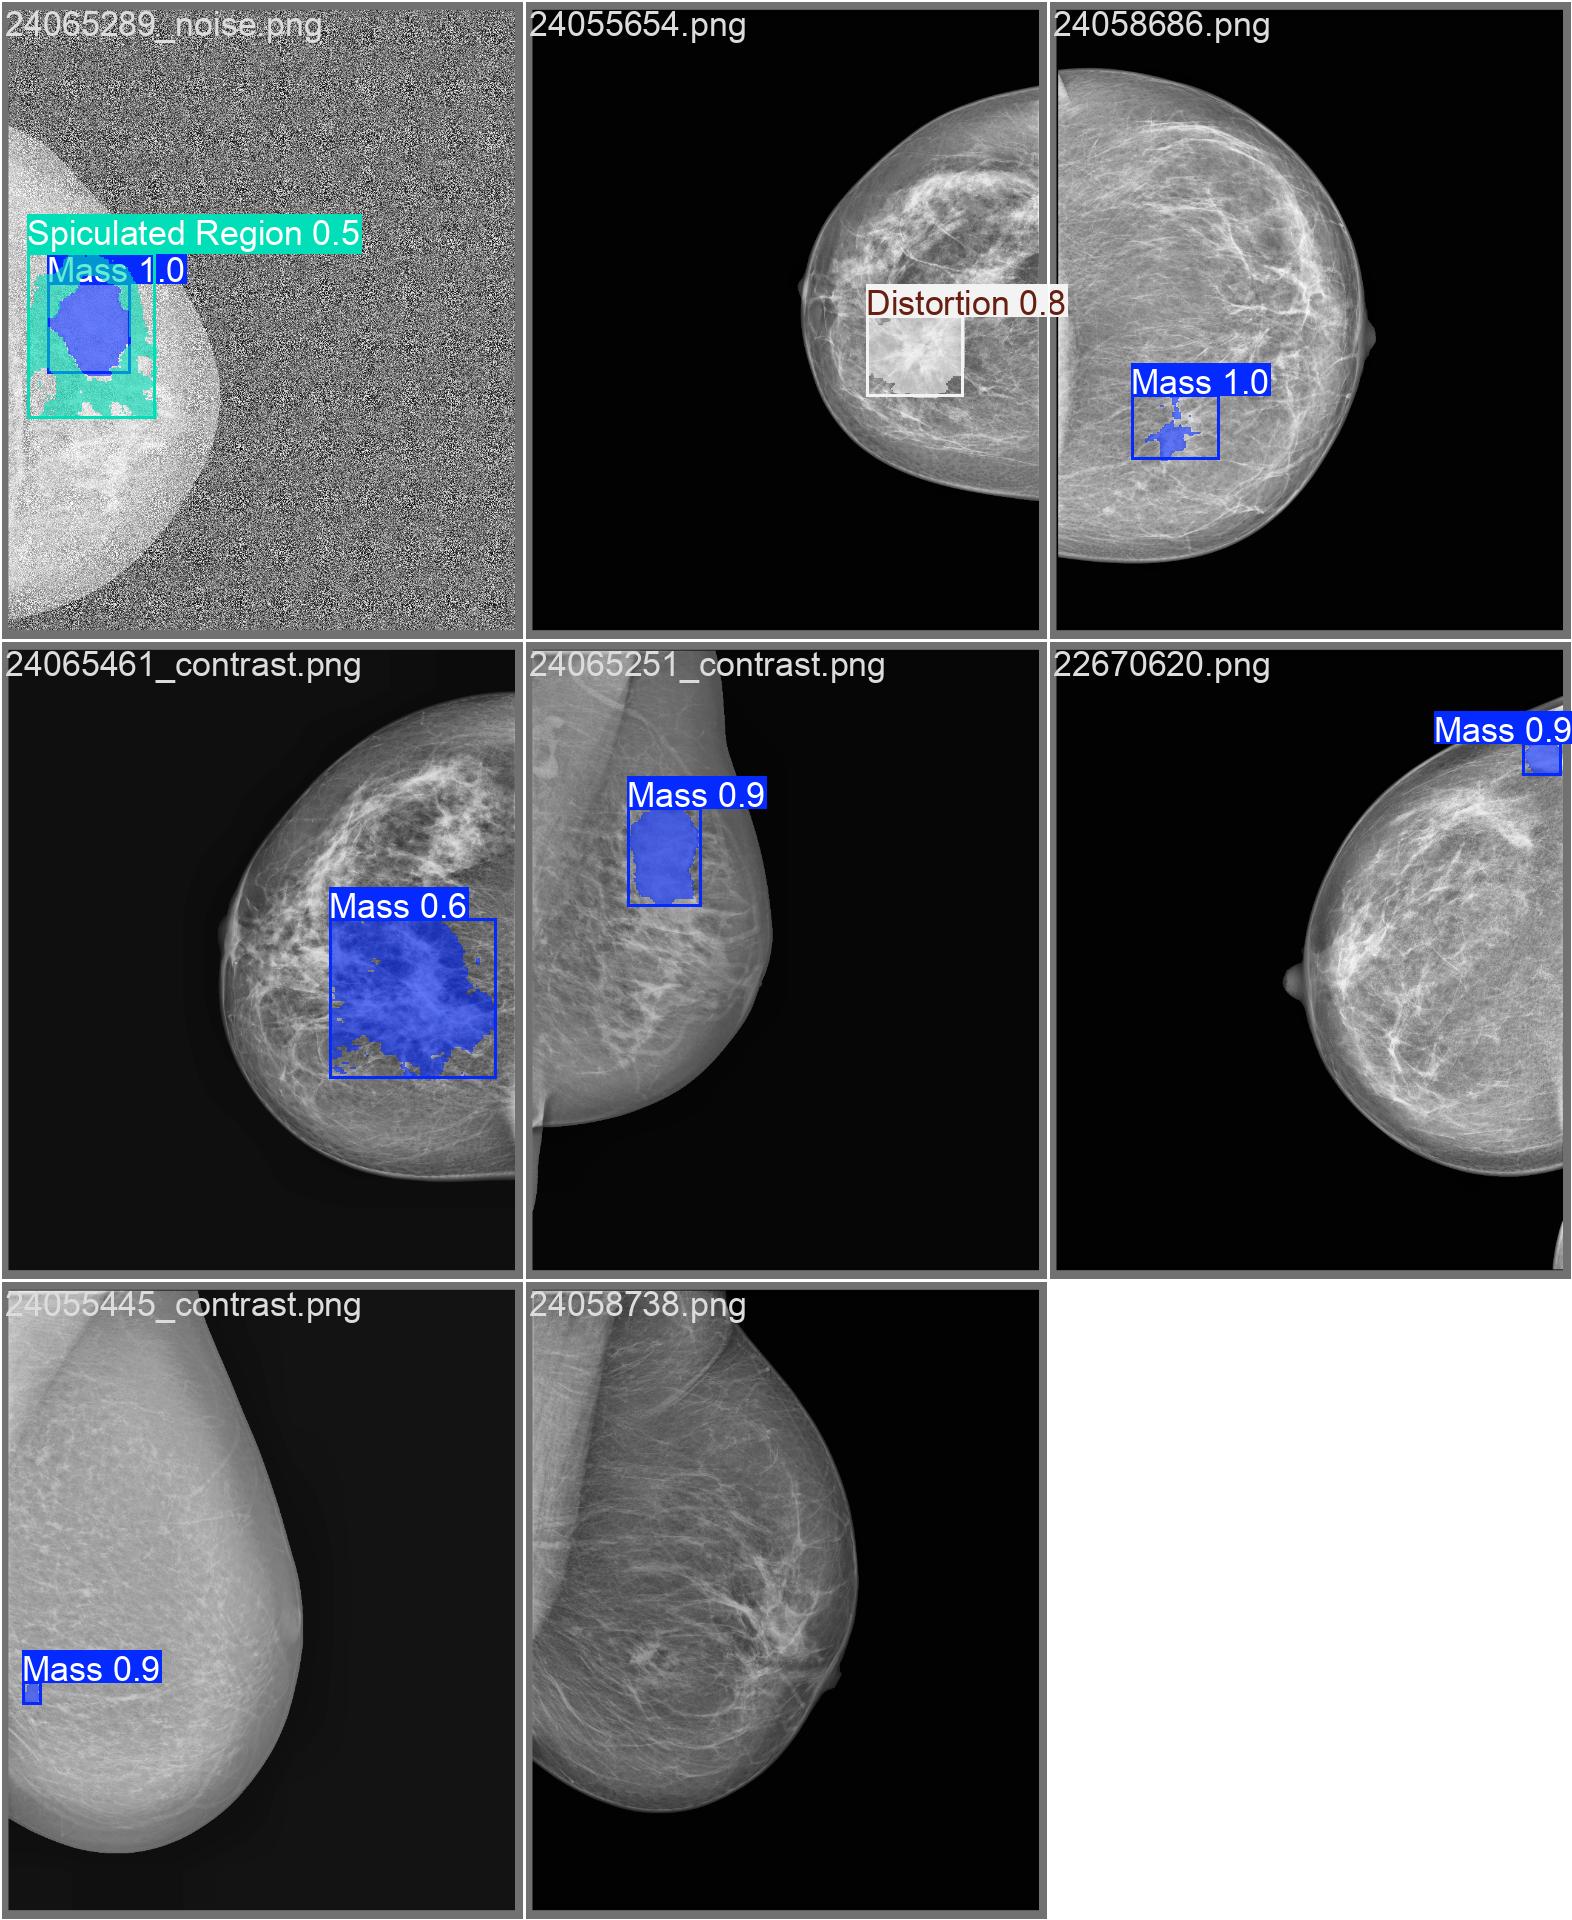 24065289_noise.png
Spiculated Region 0.5
Mass 1.0
24055654.png
Distortion 0.8
24058686.png
Mass 1.0
24065461_contrast.png
Mass 0.6
24065251_contrast.png
Mass 0.9
22670620.png
Mass 0.9
24055445_contrast.png
Mass 0.9
24058738.png